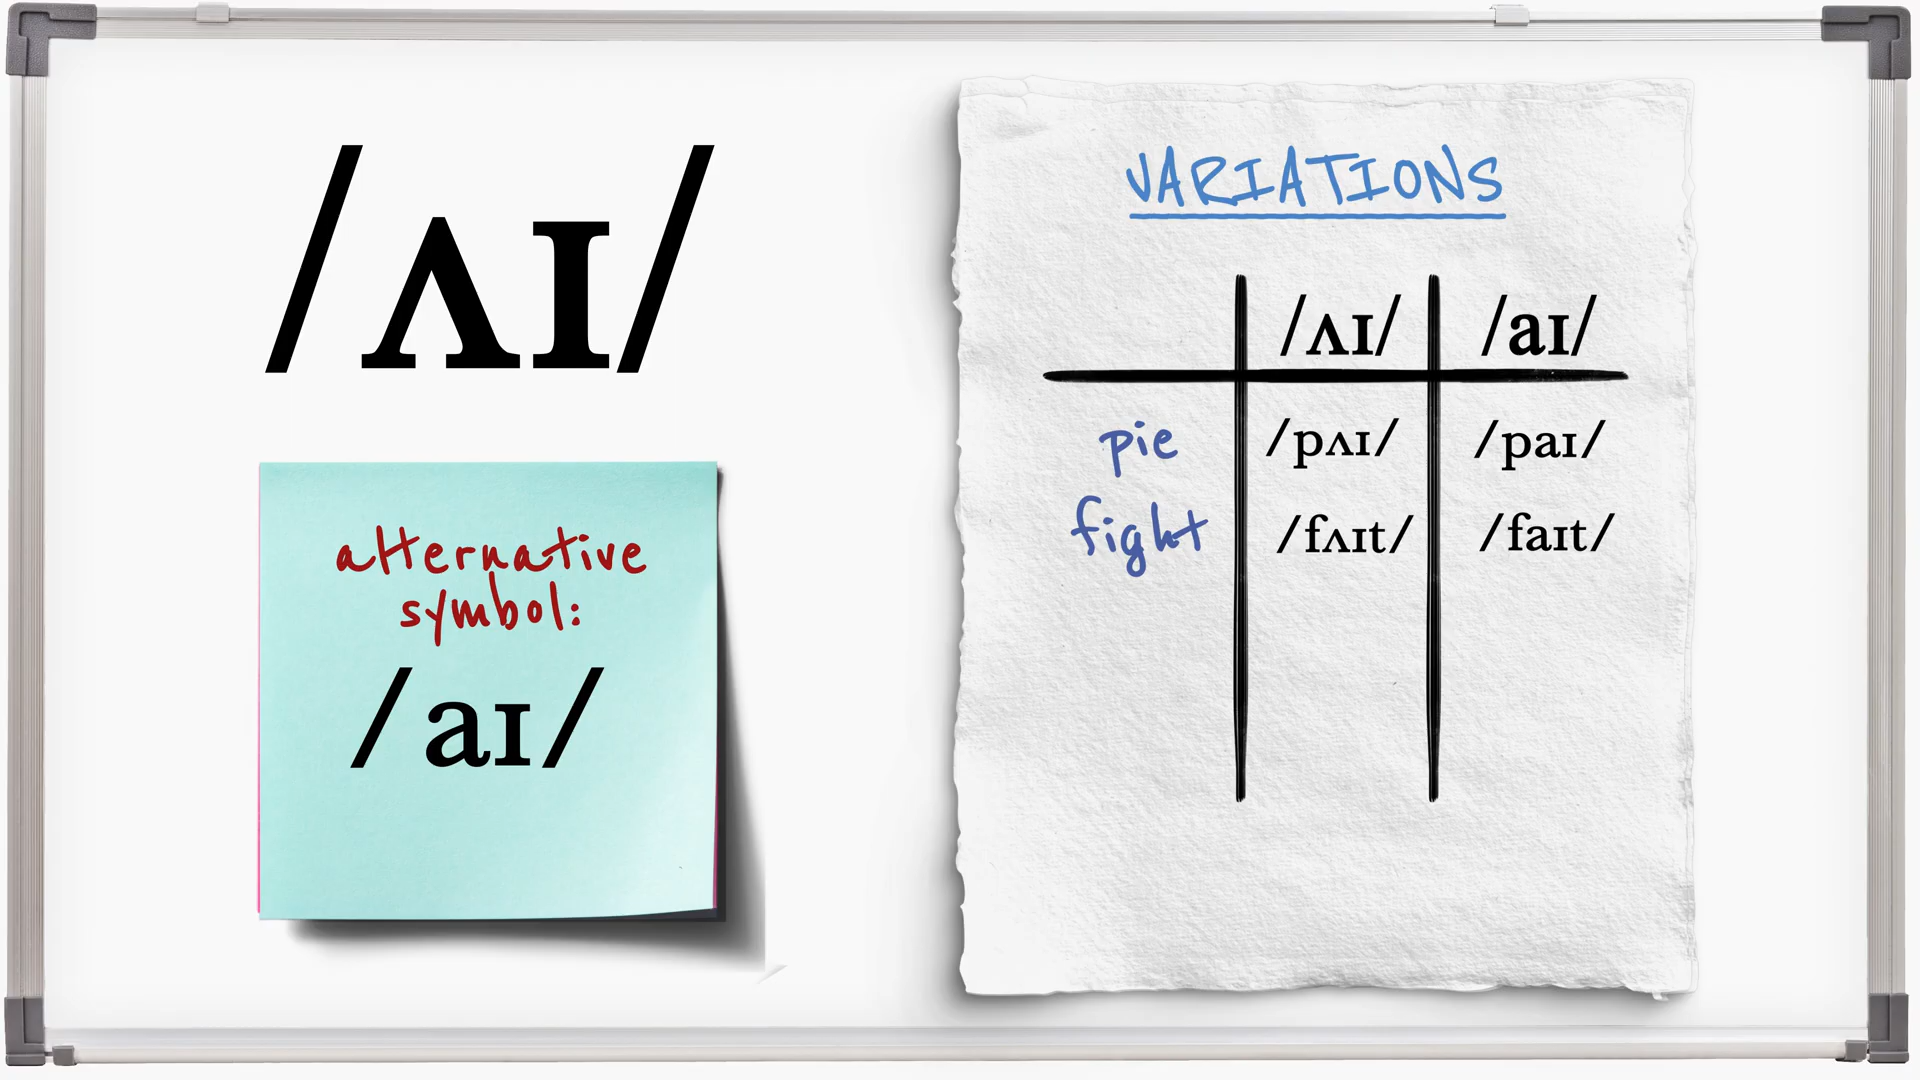 /ʌɪ/
alternative
symbol:
/aɪ/
VARIATIONS
/ʌɪ/ /aɪ/
pie /pʌɪ/ /paɪ/
fight /fʌɪt/ /faɪt/